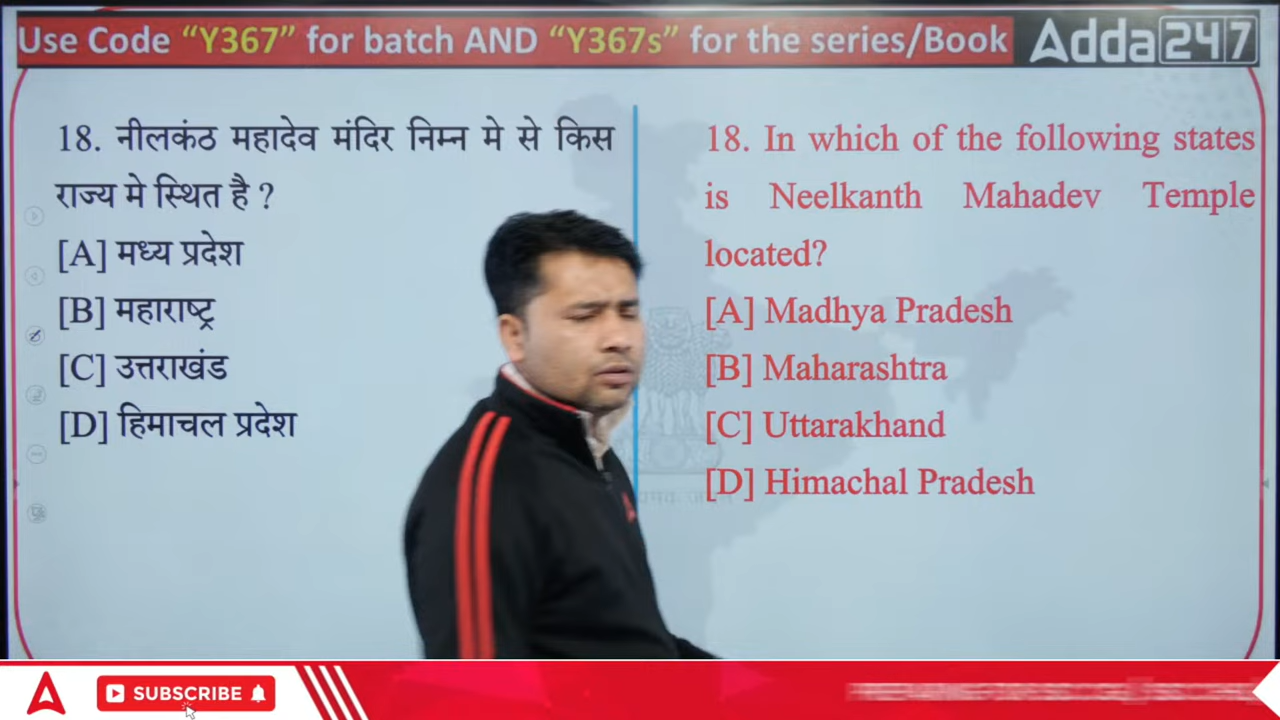 Use Code “Y367” for batch AND “Y367s” for the series/Book
Adda247
18. नीलकंठ महादेव मंदिर निम्न मे से किस
राज्य मे स्थित है ?
[A] मध्य प्रदेश
[B] महाराष्ट्र
[C] उत्तराखंड
[D] हिमाचल प्रदेश
18. In which of the following states
is Neelkanth Mahadev Temple
located?
[A] Madhya Pradesh
[B] Maharashtra
[C] Uttarakhand
[D] Himachal Pradesh
SUBSCRIBE